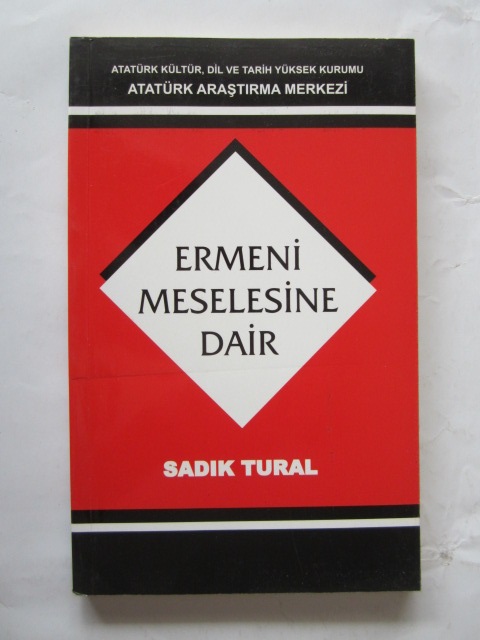 ATATÜRK KÜLTÜR, DİL VE TARİH YÜKSEK KURUMU
ATATÜRK ARAŞTIRMA MERKEZİ
ERMENİ
MESELESİNE
DAİR
SADIK TURAL